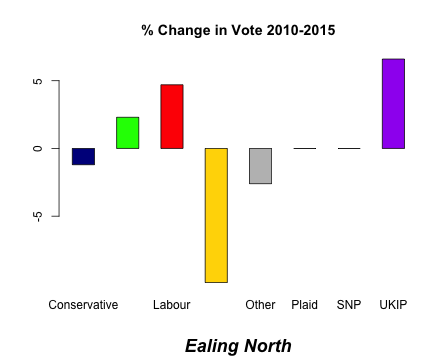 % Change in Vote 2010-2015
5
0
-5
Conservative Labour Other Plaid SNP UKIP
Ealing North